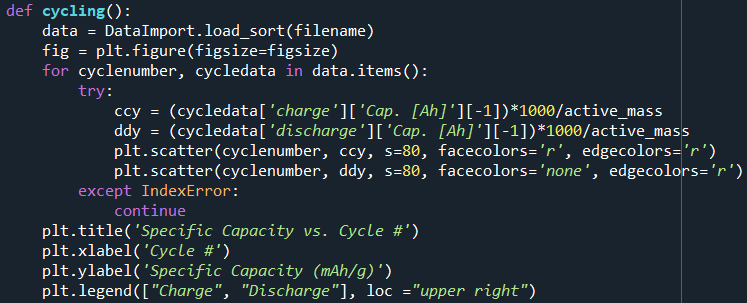 def cycling():
    data = DataImport.load_sort(filename)
    fig = plt.figure(figsize=figsize)
    for cyclenumber, cycledata in data.items():
        try:
            ccy = (cycledata['charge']['Cap. [Ah]'][-1])*1000/active_mass
            ddy = (cycledata['discharge']['Cap. [Ah]'][-1])*1000/active_mass
            plt.scatter(cyclenumber, ccy, s=80, facecolors='r', edgecolors='r')
            plt.scatter(cyclenumber, ddy, s=80, facecolors='none', edgecolors='r')
        except IndexError:
            continue
    plt.title('Specific Capacity vs. Cycle #')
    plt.xlabel('Cycle #')
    plt.ylabel('Specific Capacity (mAh/g)')
    plt.legend(["Charge", "Discharge"], loc ="upper right")